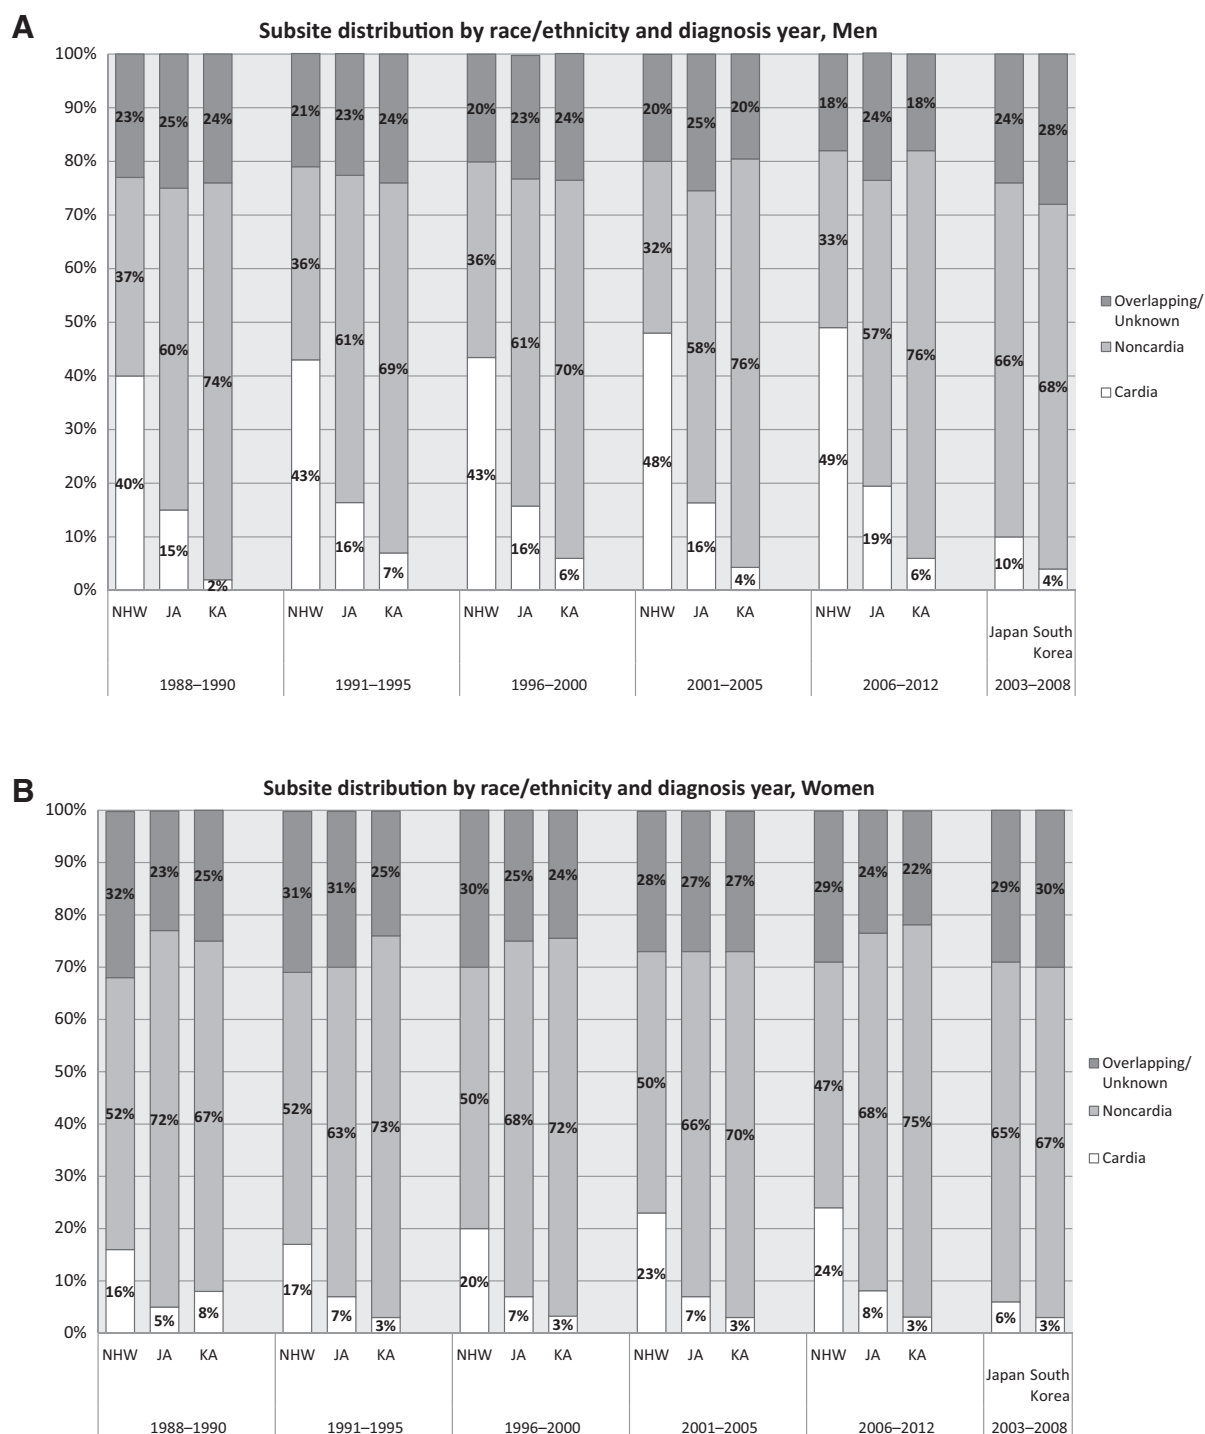 A
Subsite distribution by race/ethnicity and diagnosis year, Men
100%
90%
80%
70%
60%
50%
40%
30%
20%
10%
0%
23% 25% 24% 21% 23% 24% 20% 23% 24% 20% 25% 20% 18% 24% 18% 24% 28%
37% 60% 74% 36% 61% 69% 36% 61% 70% 32% 58% 76% 33% 57% 76% 66% 68%
40% 15% 2% 43% 16% 7% 43% 16% 6% 48% 16% 4% 49% 19% 6% 10% 4%
Overlapping/
Unknown
Noncardia
Cardia
NHW JA KA NHW JA KA NHW JA KA NHW JA KA NHW JA KA
Japan South
Korea
1988–1990 1991–1995 1996–2000 2001–2005 2006–2012 2003–2008
B
Subsite distribution by race/ethnicity and diagnosis year, Women
100%
90%
80%
70%
60%
50%
40%
30%
20%
10%
0%
32% 23% 25% 31% 31% 25% 30% 25% 24% 28% 27% 27% 29% 24% 22% 29% 30%
52% 72% 67% 52% 63% 73% 50% 68% 72% 50% 66% 70% 47% 68% 75% 65% 67%
16% 5% 8% 17% 7% 3% 20% 7% 3% 23% 7% 3% 24% 8% 3% 6% 3%
Overlapping/
Unknown
Noncardia
Cardia
NHW JA KA NHW JA KA NHW JA KA NHW JA KA NHW JA KA
Japan South
Korea
1988–1990 1991–1995 1996–2000 2001–2005 2006–2012 2003–2008